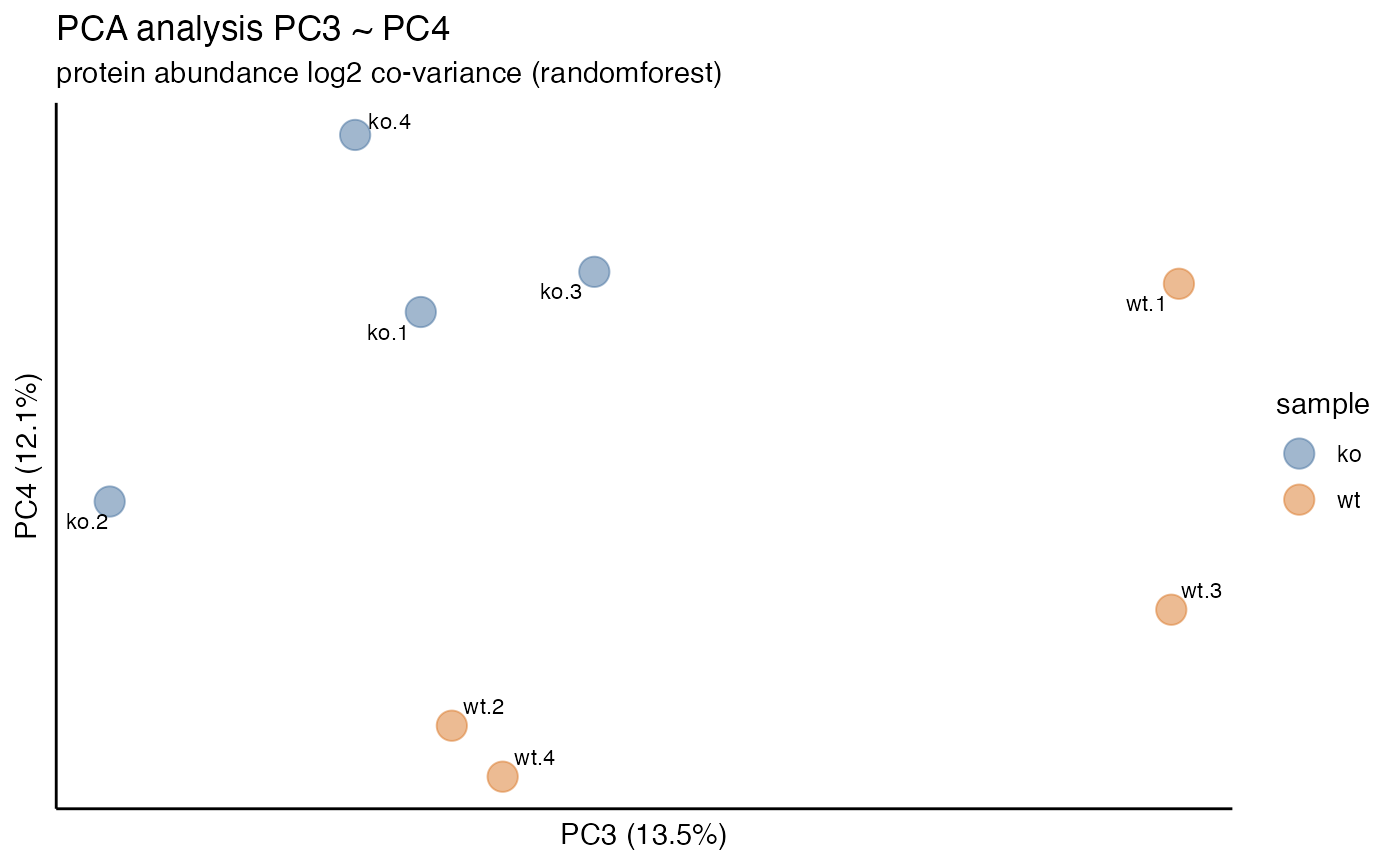 PCA analysis PC3 ~ PC4
protein abundance log2 co-variance (randomforest)
ko.4
ko.3
wt.1
ko.1
sample
ko
wt
PC4 (12.1%)
ko.2
wt.3
wt.2
wt.4
PC3 (13.5%)